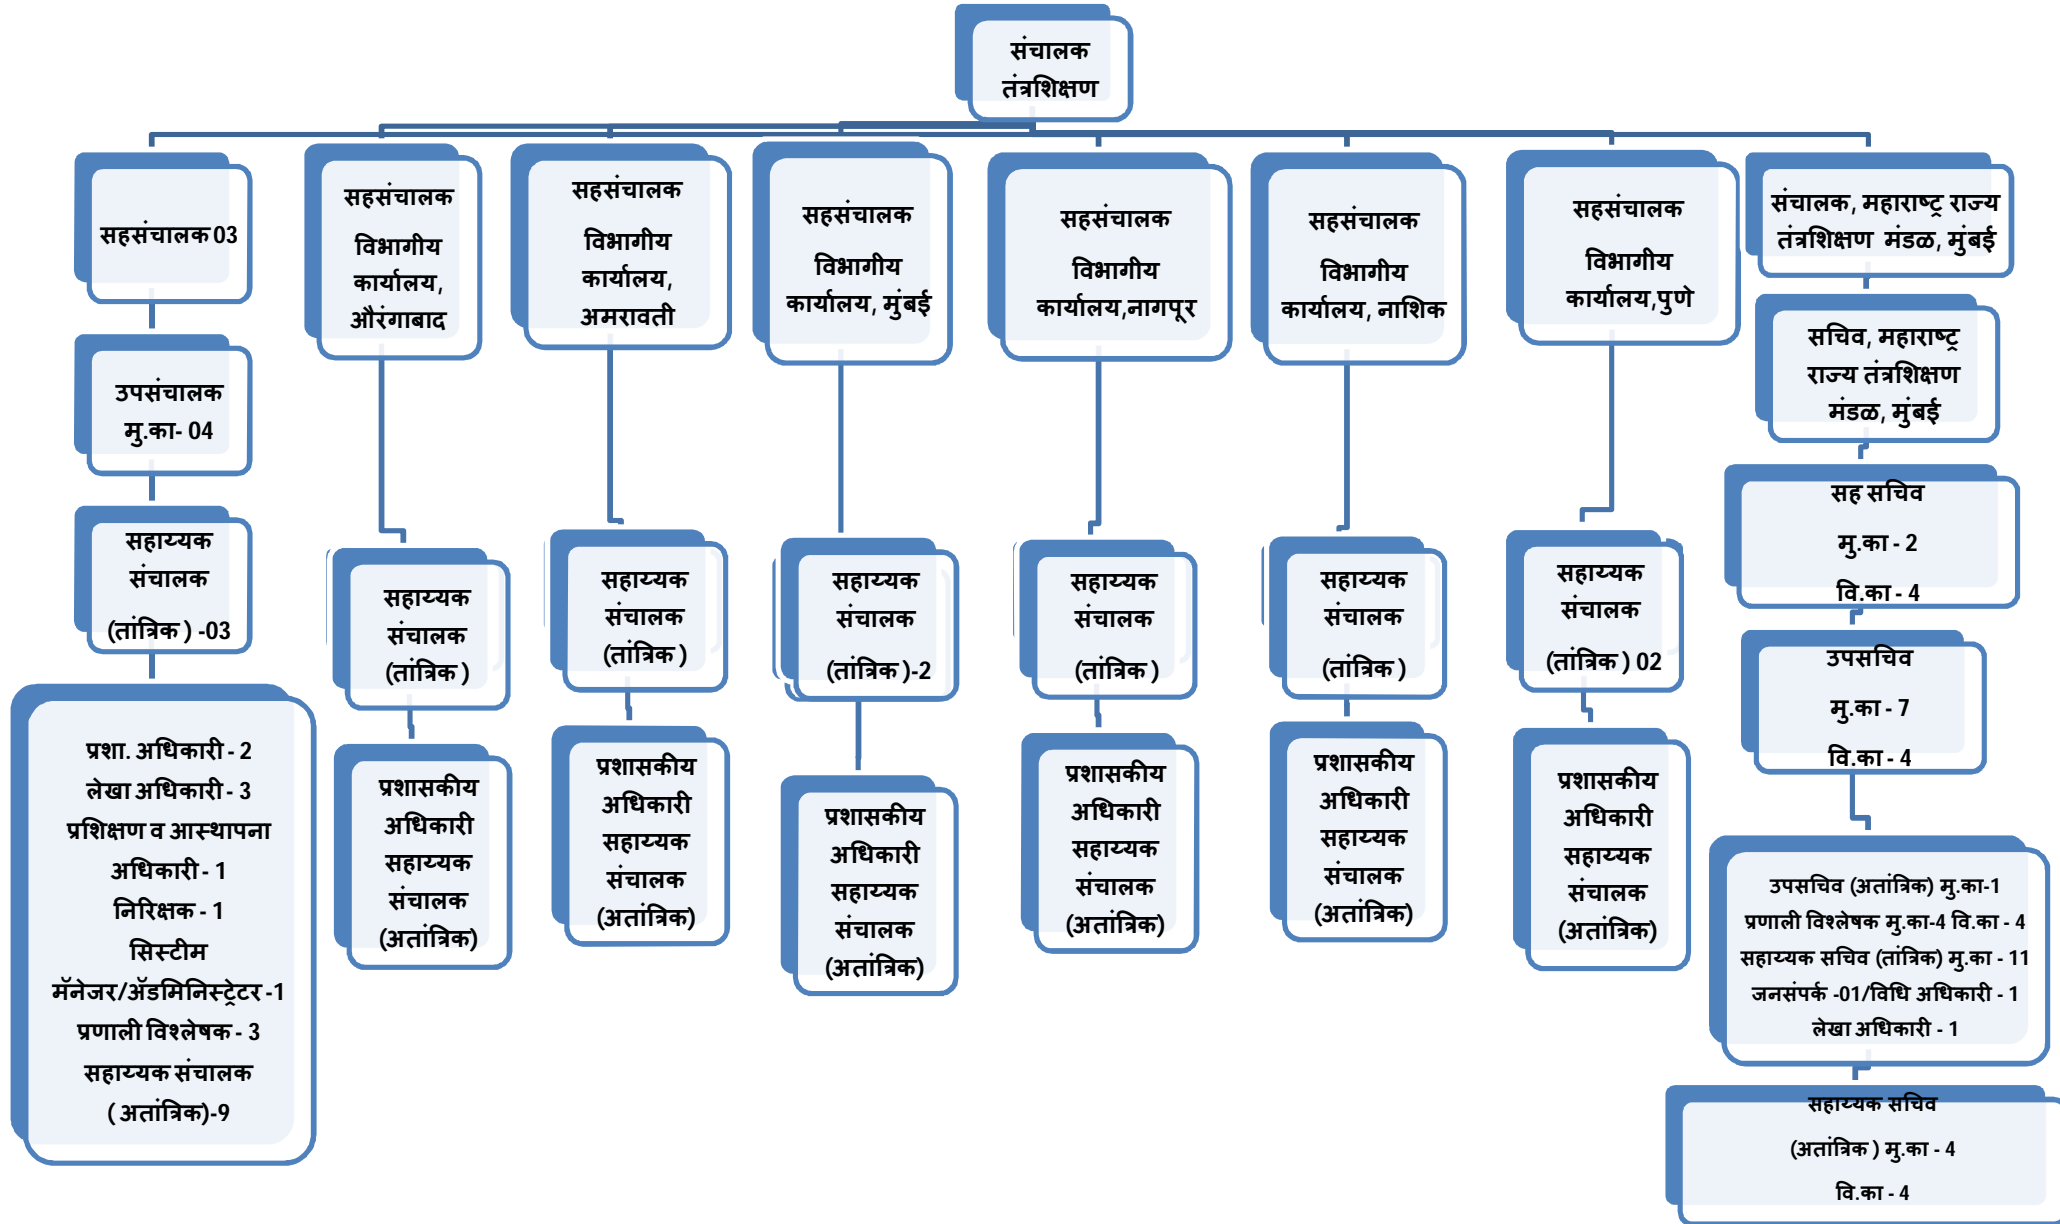 संचालक
तंत्रशिक्षण
सहसंचालक 03
उपसंचालक
मु.का- 04
सहाय्यक
संचालक
(तांत्रिक ) -03
प्रशा. अधिकारी - 2
लेखा अधिकारी - 3
प्रशिक्षण व आस्थापना
अधिकारी - 1
निरिक्षक - 1
सिस्टीम
मॅनेजर/ॲडमिनिस्ट्रेटर -1
प्रणाली विश्लेषक - 3
सहाय्यक संचालक
( अतांत्रिक)-9
सहसंचालक
विभागीय
कार्यालय,
औरंगाबाद
सहाय्यक
संचालक
(तांत्रिक )
प्रशासकीय
अधिकारी
सहाय्यक
संचालक
(अतांत्रिक)
सहसंचालक
विभागीय
कार्यालय,
अमरावती
सहाय्यक
संचालक
(तांत्रिक )
प्रशासकीय
अधिकारी
सहाय्यक
संचालक
(अतांत्रिक)
सहसंचालक
विभागीय
कार्यालय, मुंबई
सहाय्यक
संचालक
(तांत्रिक )-2
प्रशासकीय
अधिकारी
सहाय्यक
संचालक
(अतांत्रिक)
सहसंचालक
विभागीय
कार्यालय,नागपूर
सहाय्यक
संचालक
(तांत्रिक )
प्रशासकीय
अधिकारी
सहाय्यक
संचालक
(अतांत्रिक)
सहसंचालक
विभागीय
कार्यालय, नाशिक
सहाय्यक
संचालक
(तांत्रिक )
प्रशासकीय
अधिकारी
सहाय्यक
संचालक
(अतांत्रिक)
सहसंचालक
विभागीय
कार्यालय,पुणे
सहाय्यक
संचालक
(तांत्रिक ) 02
प्रशासकीय
अधिकारी
सहाय्यक
संचालक
(अतांत्रिक)
संचालक, महाराष्ट्र राज्य
तंत्रशिक्षण मंडळ, मुंबई
सचिव, महाराष्ट्र
राज्य तंत्रशिक्षण
मंडळ, मुंबई
सह सचिव
मु.का - 2
वि.का - 4
उपसचिव
मु.का - 7
वि.का - 4
उपसचिव (अतांत्रिक) मु.का-1
प्रणाली विश्लेषक मु.का-4 वि.का - 4
सहाय्यक सचिव (तांत्रिक) मु.का - 11
जनसंपर्क -01/विधि अधिकारी - 1
लेखा अधिकारी - 1
सहाय्यक सचिव
(अतांत्रिक ) मु.का - 4
वि.का - 4